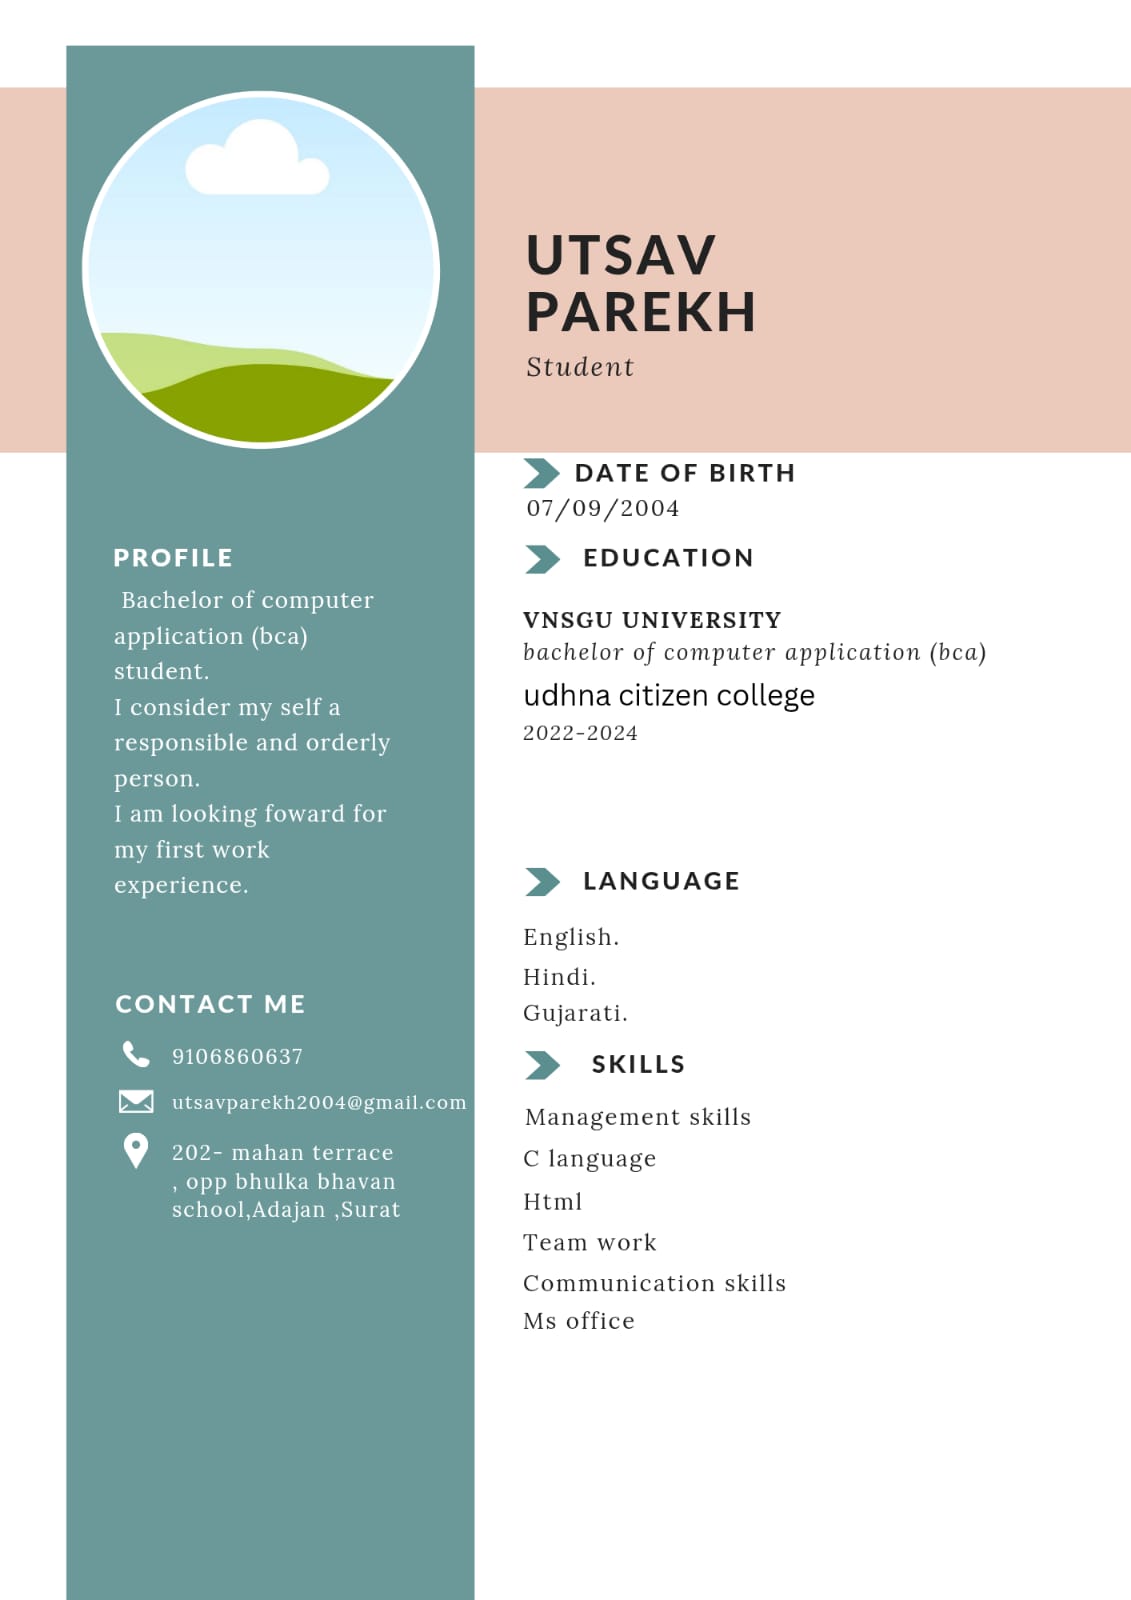 UTSAV
PAREKH
Student
PROFILE
Bachelor of computer
application (bca)
student.
I consider my self a
responsible and orderly
person.
I am looking foward for
my first work
experience.
CONTACT ME
9106860637
utsavparekh2004@gmail.com
202- mahan terrace
, opp bhulka bhavan
school,Adajan ,Surat
DATE OF BIRTH
07/09/2004
EDUCATION
VNSGU UNIVERSITY
bachelor of computer application (bca)
udhna citizen college
2022-2024
LANGUAGE
English.
Hindi.
Gujarati.
SKILLS
Management skills
C language
Html
Team work
Communication skills
Ms office